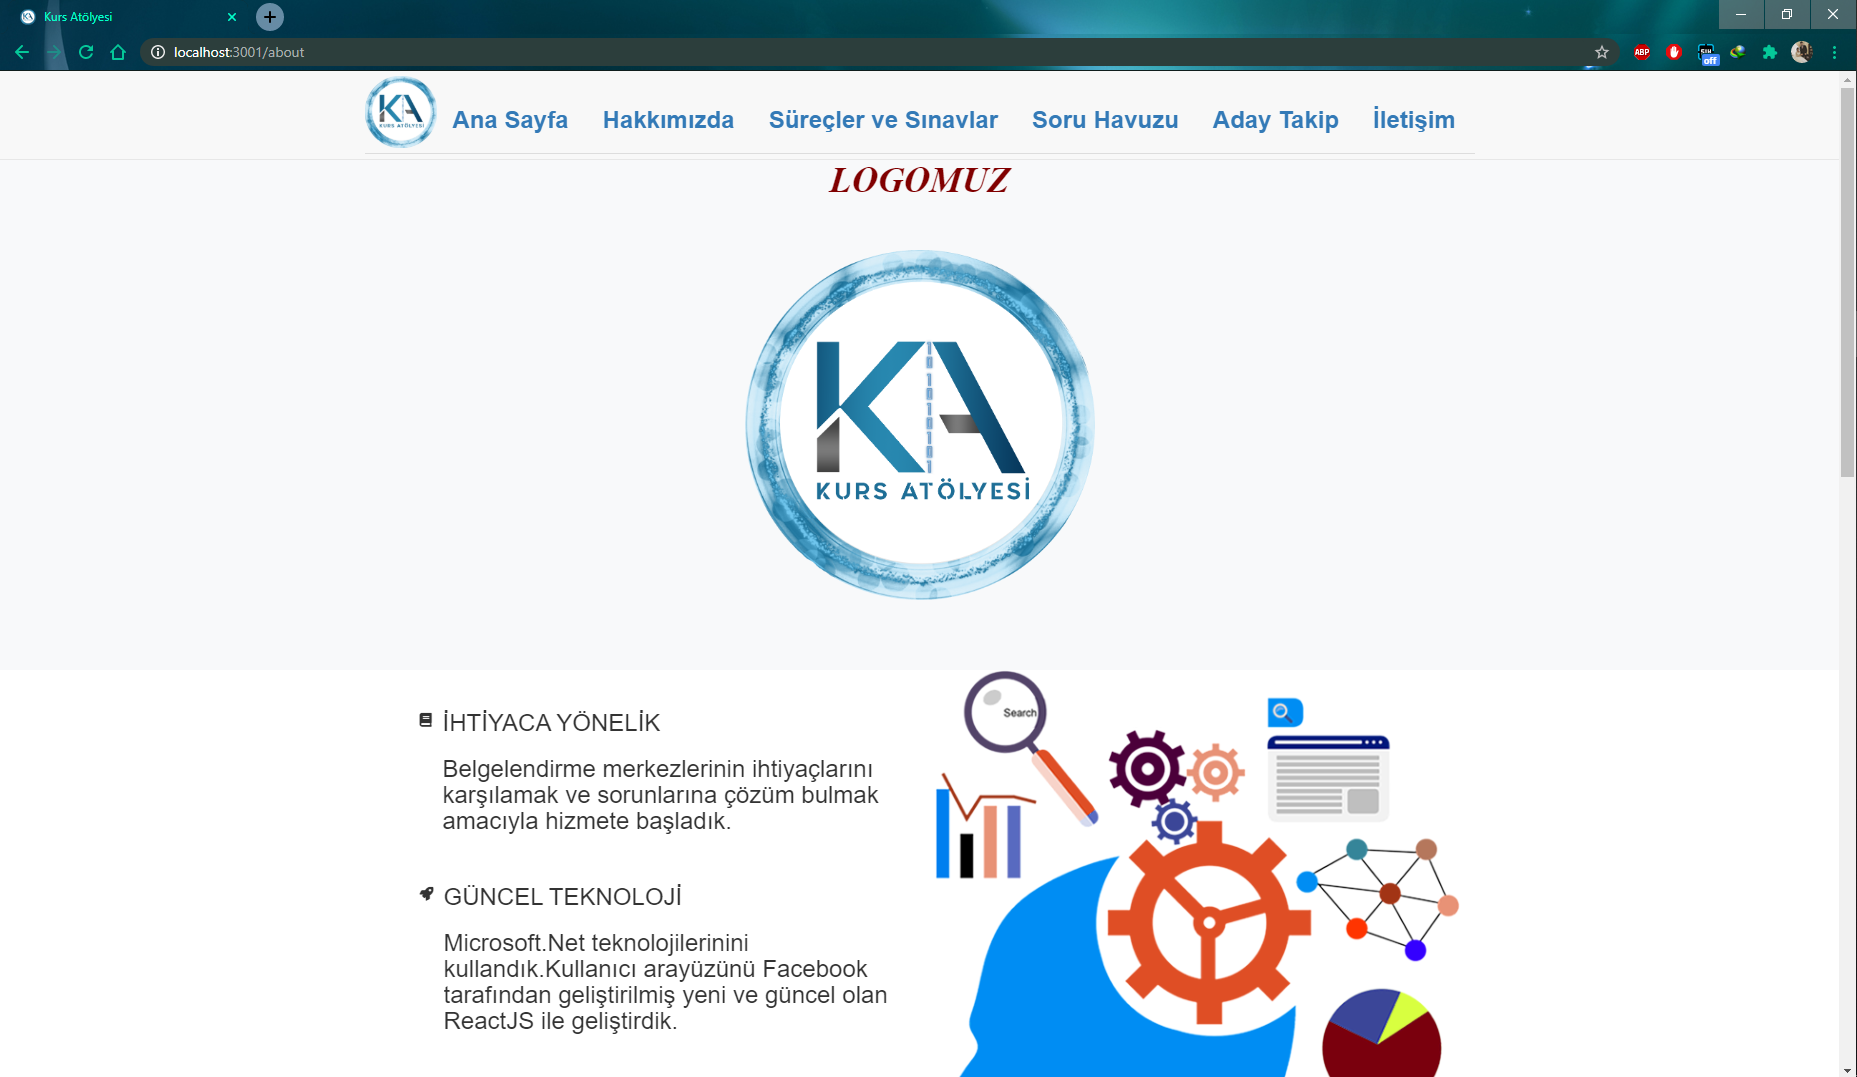 Kurs Atölyesi
localhost:3001/about
ABP
off
KA
KURS ATÖLYESİ
Ana Sayfa Hakkımızda Süreçler ve Sınavlar Soru Havuzu Aday Takip İletişim
LOGOMUZ
KA
KURS ATÖLYESİ
İHTİYACA YÖNELİK
Belgelendirme merkezlerinin ihtiyaçlarını
karşılamak ve sorunlarına çözüm bulmak
amacıyla hizmete başladık.
GÜNCEL TEKNOLOJİ
Microsoft.Net teknolojilerinini
kullandık.Kullanıcı arayüzünü Facebook
tarafından geliştirilmiş yeni ve güncel olan
ReactJS ile geliştirdik.
Search